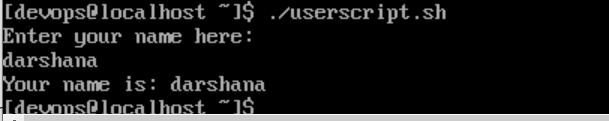 [devops@localhost ~]$ ./userscript.sh
Enter your name here:
darshana
Your name is: darshana
[devops@localhost ~]$